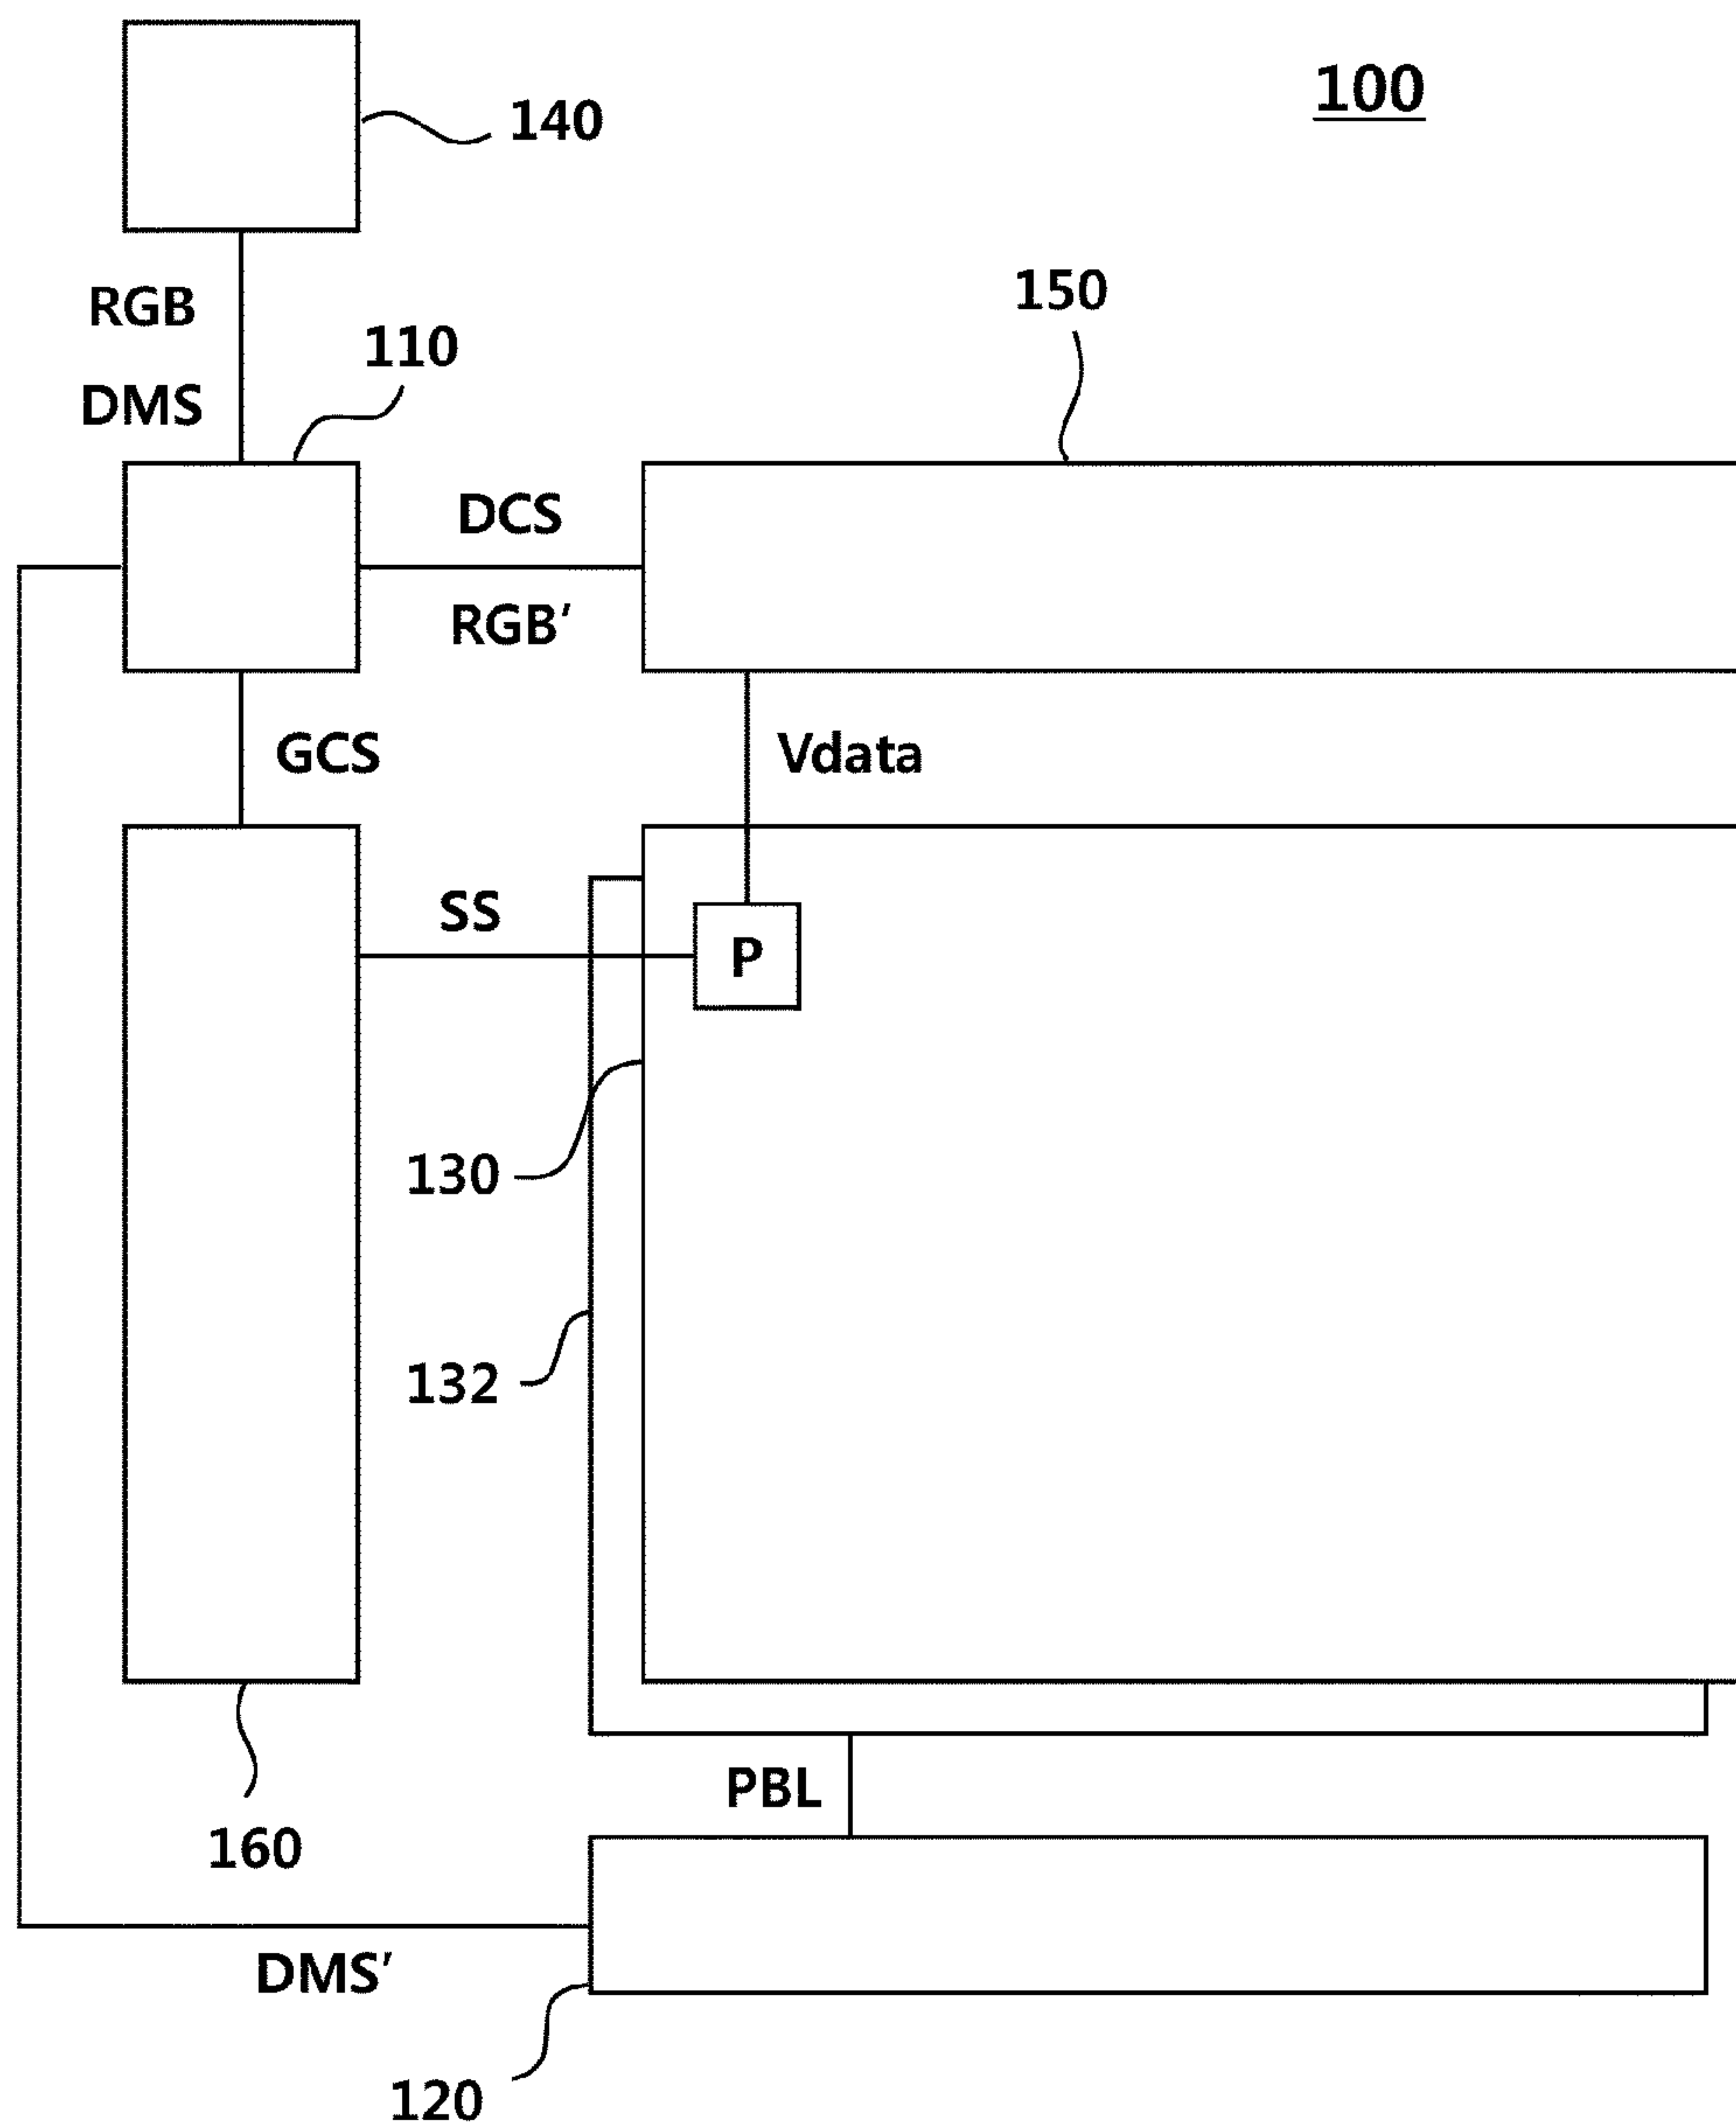 100
140
RGB
150
110
DMS
DCS
RGB'
GCS
Vdata
SS
P
130
132
PBL
160
DMS'
120